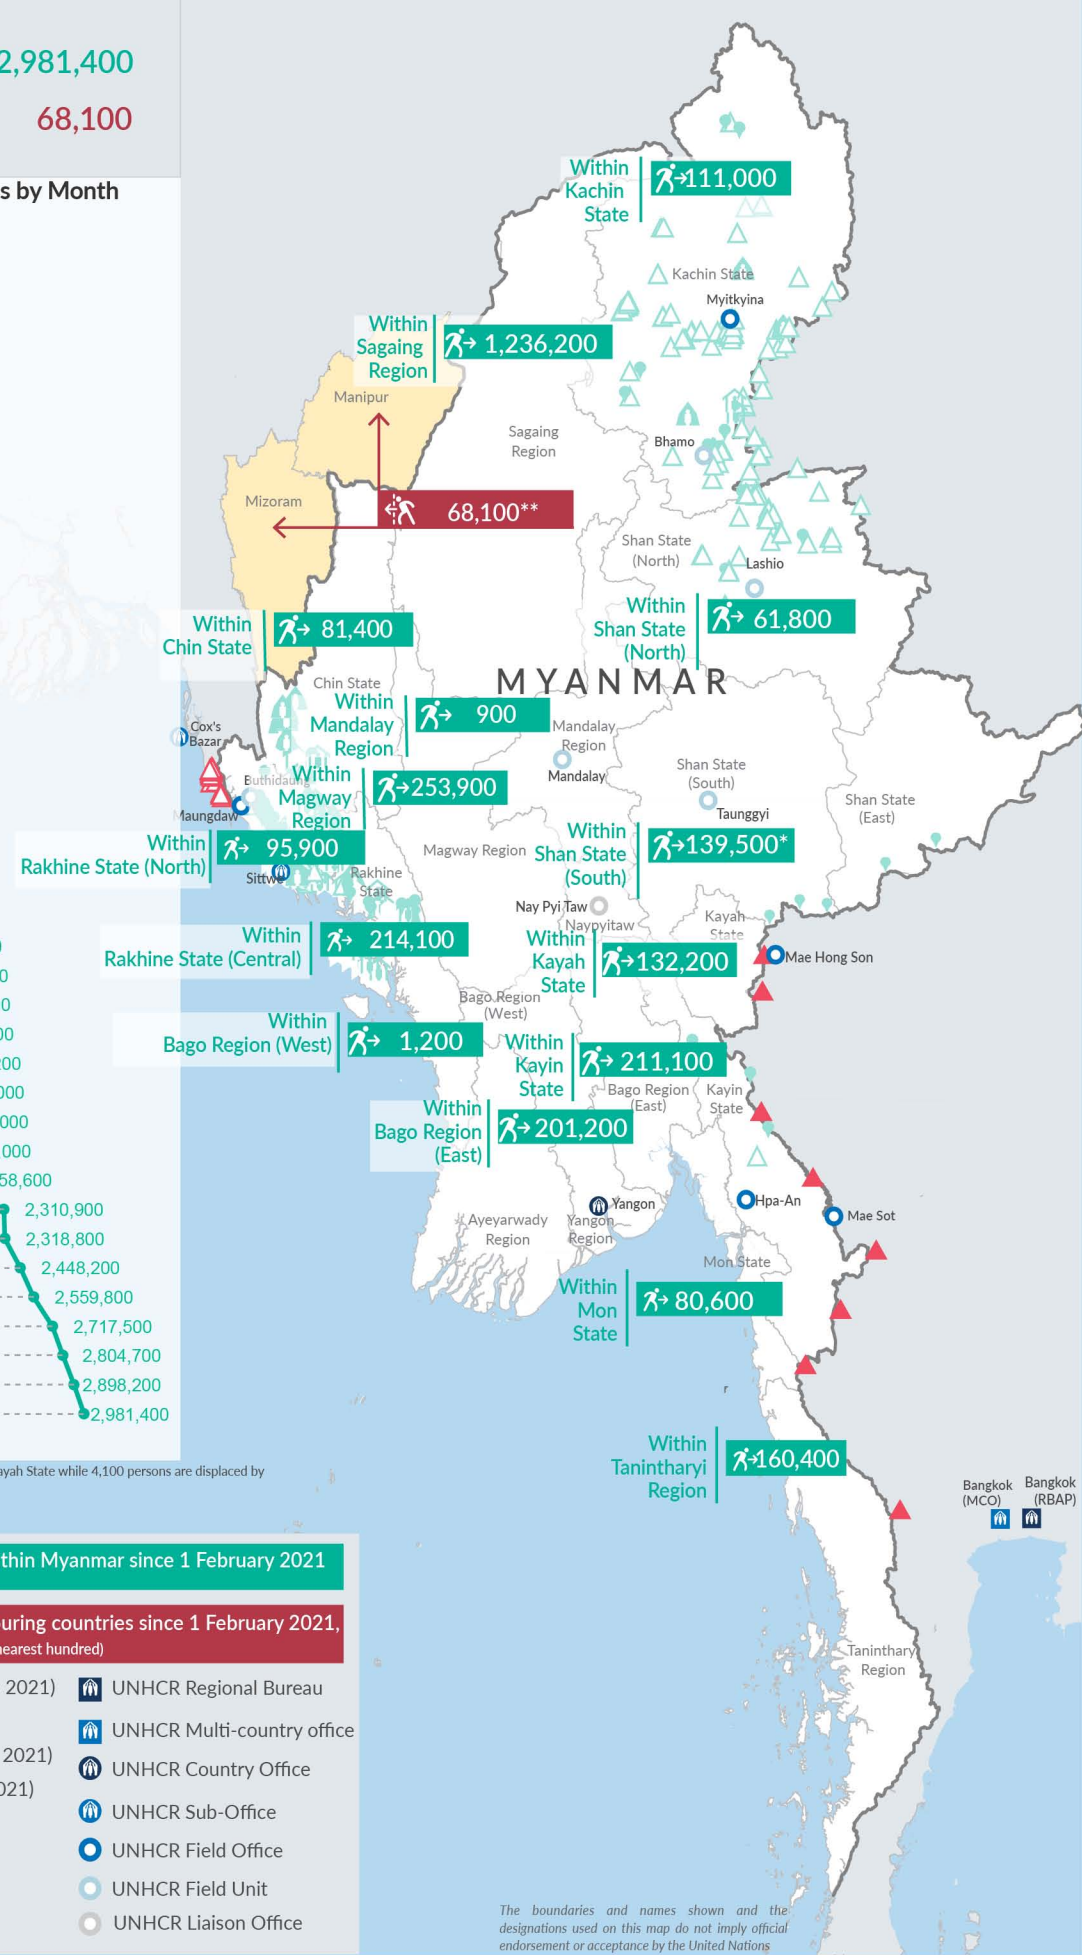 2,981,400
68,100
s by Month
Within
Kachin
State
111,000
Kachin State
Myitkyina
Within
Sagaing
Region
1,236,200
Manipur
Sagaing
Region
Bhamo
Mizoram
68,100**
Shan State
(North)
Lashio
Within
Shan State
(North)
61,800
Within
Chin State
81,400
MYANMAR
Chin State
Within
Mandalay
Region
900
Mandalay
Region
Mandalay
Cox's
Bazar
Shan State
(South)
Taunggyi
Shan State
(East)
Buthidaung
Within
Magway
Region
253,900
Maungdaw
Within
Rakhine State (North)
95,900
Sittwe
Rakhine
State
Magway Region
Within
Shan State
(South)
139,500*
Nay Pyi Taw
Naypyitaw
Kayah
State
Within
Rakhine State (Central)
214,100
Within
Kayah
State
132,200
Mae Hong Son
Bago Region
(West)
Within
Bago Region (West)
1,200
Within
Kayin
State
211,100
Bago Region
(East)
Kayin
State
Within
Bago Region
(East)
201,200
Hpa-An
Mae Sot
Yangon
Ayeyarwady
Region
Yangon
Region
Mon State
Within
Mon
State
80,600
r
Within
Tanintharyi
Region
160,400
Bangkok
(MCO)
Bangkok
(RBAP)
Taninthary
Region
0
0
0
00
200
000
000
000
58,600
2,310,900
2,318,800
2,448,200
2,559,800
2,717,500
2,804,700
2,898,200
2,981,400
ayah State while 4,100 persons are displaced by
thin Myanmar since 1 February 2021
ouring countries since 1 February 2021,
nearest hundred)
2021)
2021)
021)
UNHCR Regional Bureau
UNHCR Multi-country office
UNHCR Country Office
UNHCR Sub-Office
UNHCR Field Office
UNHCR Field Unit
UNHCR Liaison Office
The boundaries and names shown and the
designations used on this map do not imply official
endorsement or acceptance by the United Nations